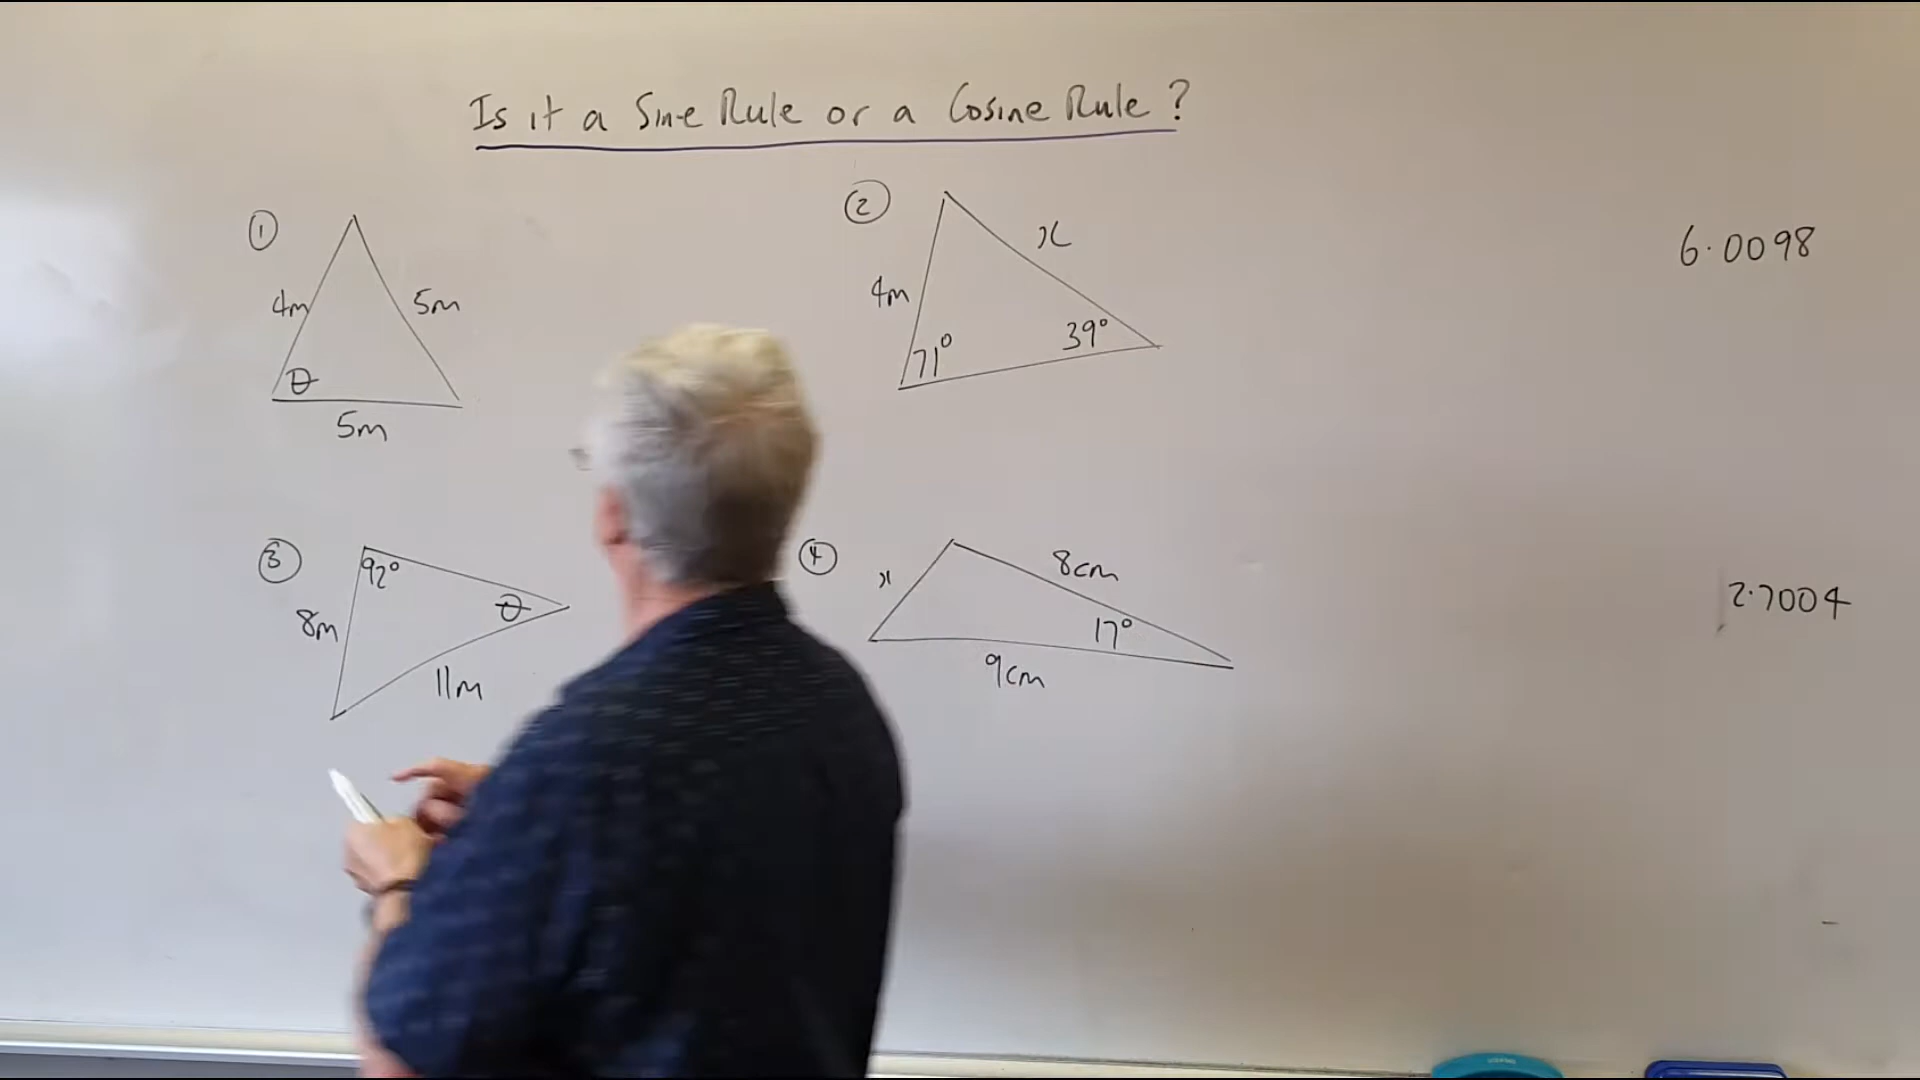 Is it a Sine Rule or a Cosine Rule?
①
4m
5m
θ
5m
②
x
4m
71°
39°
6.0098
③
92°
θ
8m
11m
④
x
8cm
17°
9cm
2.7004